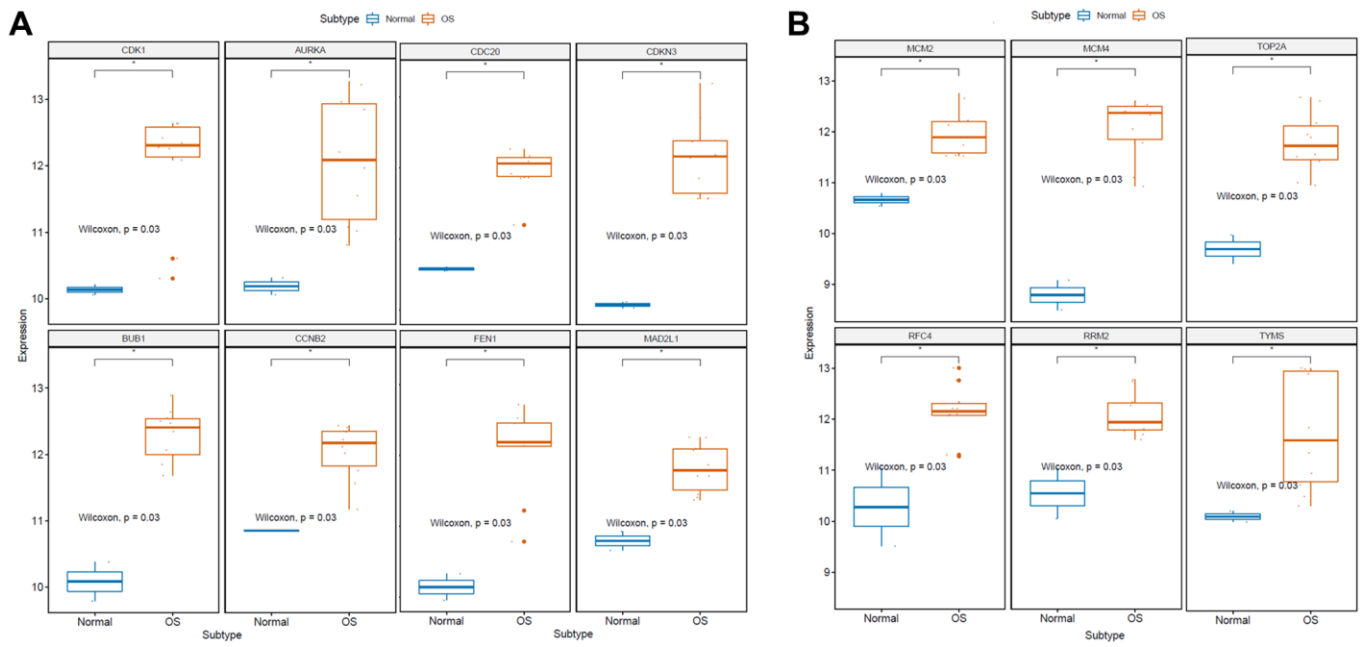 A
Subtype Normal OS
CDK1 AURKA CDC20 CDKN3
* * * *
13
12
11
10
Wilcoxon, p = 0.03 Wilcoxon, p = 0.03 Wilcoxon, p = 0.03 Wilcoxon, p = 0.03
Expression
BUB1 CCNB2 FEN1 MAD2L1
* * * *
13
12
11
10
Wilcoxon, p = 0.03 Wilcoxon, p = 0.03 Wilcoxon, p = 0.03 Wilcoxon, p = 0.03
Normal OS Normal OS Normal OS Normal OS
Subtype Subtype
B
Subtype Normal OS
MCM2 MCM4 TOP2A
* * *
13
12
11
10
9
Wilcoxon, p = 0.03 Wilcoxon, p = 0.03 Wilcoxon, p = 0.03
Expression
RFC4 RRM2 TYMS
* * *
13
12
11
10
9
Wilcoxon, p = 0.03 Wilcoxon, p = 0.03 Wilcoxon, p = 0.03
Normal OS Normal OS Normal OS
Subtype Subtype